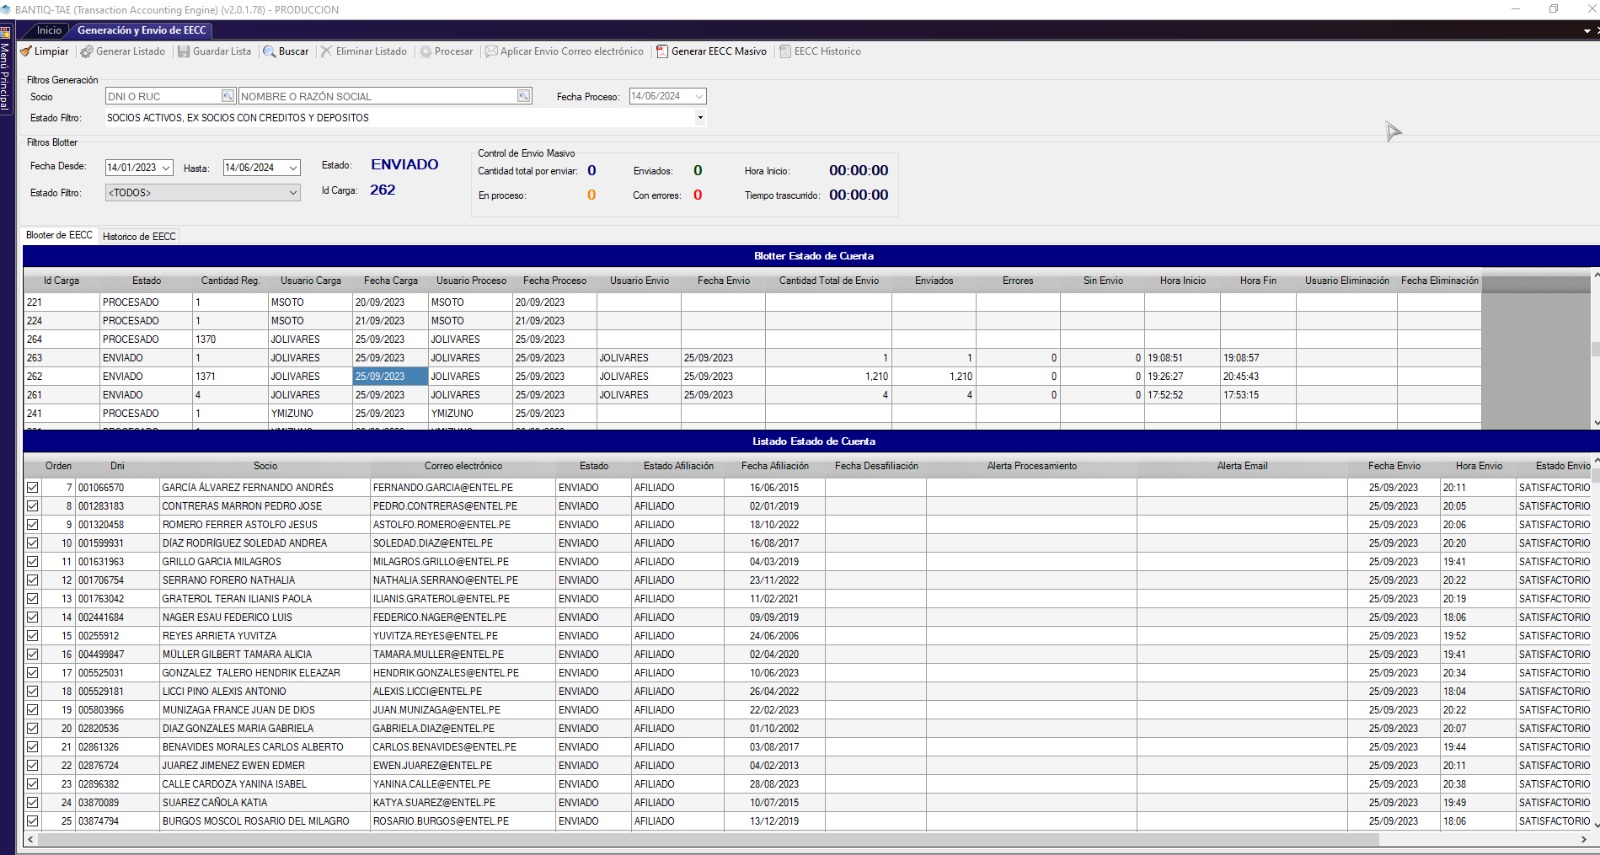 BANTIQ-TAE (Transaction Accounting Engine) (v2.0.1.78) - PRODUCCION
Inicio Generación y Envio de EECC
Menú Principal
Limpiar Generar Listado Guardar Lista Buscar Eliminar Listado Procesar Aplicar Envio Correo electrónico Generar EECC Masivo EECC Historico
Filtros Generación
Socio DNI O RUC NOMBRE O RAZÓN SOCIAL Fecha Proceso: 14/06/2024
Estado Filtro: SOCIOS ACTIVOS, EX SOCIOS CON CREDITOS Y DEPOSITOS
Filtros Blotter
Fecha Desde: 14/01/2023 Hasta: 14/06/2024 Estado: ENVIADO
Estado Filtro: <TODOS> Id Carga: 262
Control de Envio Masivo
Cantidad total por enviar: 0 Enviados: 0 Hora Inicio: 00:00:00
En proceso: 0 Con errores: 0 Tiempo trascurrido: 00:00:00
Blooter de EECC Historico de EECC
Blotter Estado de Cuenta
Id Carga Estado Cantidad Reg. Usuario Carga Fecha Carga Usuario Proceso Fecha Proceso Usuario Envio Fecha Envio Cantidad Total de Envio Enviados Errores Sin Envio Hora Inicio Hora Fin Usuario Eliminación Fecha Eliminación
221 PROCESADO 1 MSOTO 20/09/2023 MSOTO 20/09/2023
224 PROCESADO 1 MSOTO 21/09/2023 MSOTO 21/09/2023
264 PROCESADO 1370 JOLIVARES 25/09/2023 JOLIVARES 25/09/2023
263 ENVIADO 1 JOLIVARES 25/09/2023 JOLIVARES 25/09/2023 JOLIVARES 25/09/2023 1 1 0 0 19:08:51 19:08:57
262 ENVIADO 1371 JOLIVARES 25/09/2023 JOLIVARES 25/09/2023 JOLIVARES 25/09/2023 1,210 1,210 0 0 19:26:27 20:45:43
261 ENVIADO 4 JOLIVARES 25/09/2023 JOLIVARES 25/09/2023 JOLIVARES 25/09/2023 4 4 0 0 17:52:52 17:53:15
241 PROCESADO 1 YMIZUNO 25/09/2023 YMIZUNO 25/09/2023
Listado Estado de Cuenta
Orden Dni Socio Correo electrónico Estado Estado Afiliación Fecha Afiliación Fecha Desafiliación Alerta Procesamiento Alerta Email Fecha Envio Hora Envio Estado Envio
7 001066570 GARCÍA ÁLVAREZ FERNANDO ANDRÉS FERNANDO.GARCIA@ENTEL.PE ENVIADO AFILIADO 16/06/2015 25/09/2023 20:11 SATISFACTORIO
8 001283183 CONTRERAS MARRON PEDRO JOSE PEDRO.CONTRERAS@ENTEL.PE ENVIADO AFILIADO 02/01/2019 25/09/2023 20:05 SATISFACTORIO
9 001320458 ROMERO FERRER ASTOLFO JESUS ASTOLFO.ROMERO@ENTEL.PE ENVIADO AFILIADO 18/10/2022 25/09/2023 20:06 SATISFACTORIO
10 001599931 DÍAZ RODRÍGUEZ SOLEDAD ANDREA SOLEDAD.DIAZ@ENTEL.PE ENVIADO AFILIADO 16/08/2017 25/09/2023 20:20 SATISFACTORIO
11 001631963 GRILLO GARCIA MILAGROS MILAGROS.GRILLO@ENTEL.PE ENVIADO AFILIADO 04/03/2019 25/09/2023 19:41 SATISFACTORIO
12 001706754 SERRANO FORERO NATHALIA NATHALIA.SERRANO@ENTEL.PE ENVIADO AFILIADO 23/11/2022 25/09/2023 20:22 SATISFACTORIO
13 001763042 GRATEROL TERAN ILIANIS PAOLA ILIANIS.GRATEROL@ENTEL.PE ENVIADO AFILIADO 11/02/2021 25/09/2023 20:19 SATISFACTORIO
14 002441684 NAGER ESAU FEDERICO LUIS FEDERICO.NAGER@ENTEL.PE ENVIADO AFILIADO 09/09/2019 25/09/2023 18:06 SATISFACTORIO
15 00255912 REYES ARRIETA YUVITZA YUVITZA.REYES@ENTEL.PE ENVIADO AFILIADO 24/06/2006 25/09/2023 19:52 SATISFACTORIO
16 004499847 MÜLLER GILBERT TAMARA ALICIA TAMARA.MULLER@ENTEL.PE ENVIADO AFILIADO 02/04/2020 25/09/2023 19:41 SATISFACTORIO
17 005525031 GONZALEZ TALERO HENDRIK ELEAZAR HENDRIK.GONZALES@ENTEL.PE ENVIADO AFILIADO 10/06/2023 25/09/2023 20:34 SATISFACTORIO
18 005529181 LICCI PINO ALEXIS ANTONIO ALEXIS.LICCI@ENTEL.PE ENVIADO AFILIADO 26/04/2022 25/09/2023 18:04 SATISFACTORIO
19 005803966 MUNIZAGA FRANCE JUAN DE DIOS JUAN.MUNIZAGA@ENTEL.PE ENVIADO AFILIADO 22/02/2023 25/09/2023 20:22 SATISFACTORIO
20 02820536 DIAZ GONZALES MARIA GABRIELA GABRIELA.DIAZ@ENTEL.PE ENVIADO AFILIADO 01/10/2002 25/09/2023 20:07 SATISFACTORIO
21 02861326 BENAVIDES MORALES CARLOS ALBERTO CARLOS.BENAVIDES@ENTEL.PE ENVIADO AFILIADO 03/08/2017 25/09/2023 19:44 SATISFACTORIO
22 02876724 JUAREZ JIMENEZ EWEN EDMER EWEN.JUAREZ@ENTEL.PE ENVIADO AFILIADO 04/02/2013 25/09/2023 20:11 SATISFACTORIO
23 02896382 CALLE CARDOZA YANINA ISABEL YANINA.CALLE@ENTEL.PE ENVIADO AFILIADO 28/08/2023 25/09/2023 20:38 SATISFACTORIO
24 03870089 SUAREZ CAÑOLA KATIA KATYA.SUAREZ@ENTEL.PE ENVIADO AFILIADO 10/07/2015 25/09/2023 19:49 SATISFACTORIO
25 03874794 BURGOS MOSCOL ROSARIO DEL MILAGRO ROSARIO.BURGOS@ENTEL.PE ENVIADO AFILIADO 13/12/2019 25/09/2023 18:06 SATISFACTORIO